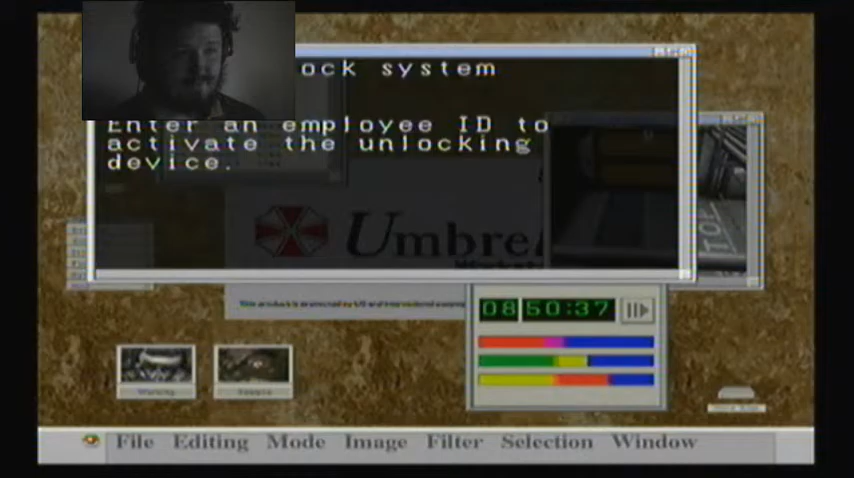 ock system
Enter an employee ID to
activate the unlocking
device.
STOP
Umbre
08 50:37
File Editing Mode Image Filter Selection Window